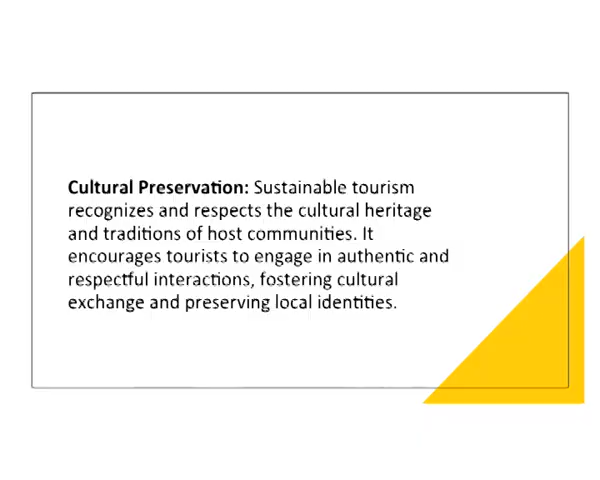 Cultural Preservation: Sustainable tourism
recognizes and respects the cultural heritage
and traditions of host communities. It
encourages tourists to engage in authentic and
respectful interactions, fostering cultural
exchange and preserving local identities.